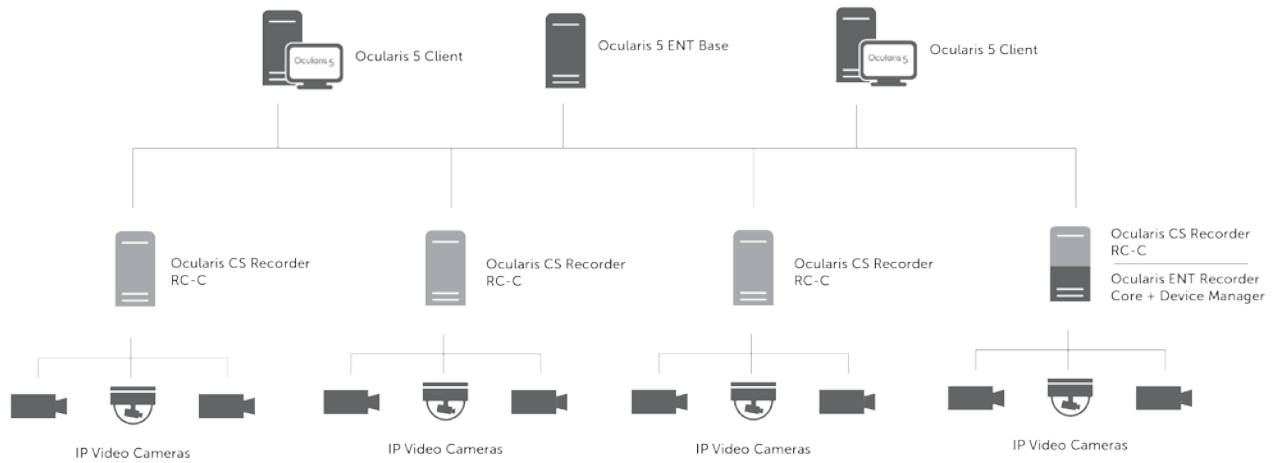 Ocularis 5
Ocularis 5 Client
Ocularis 5 ENT Base
Ocularis 5
Ocularis 5 Client
Ocularis CS Recorder
RC-C
Ocularis CS Recorder
RC-C
Ocularis CS Recorder
RC-C
Ocularis CS Recorder
RC-C
Ocularis ENT Recorder
Core + Device Manager
IP Video Cameras
IP Video Cameras
IP Video Cameras
IP Video Cameras